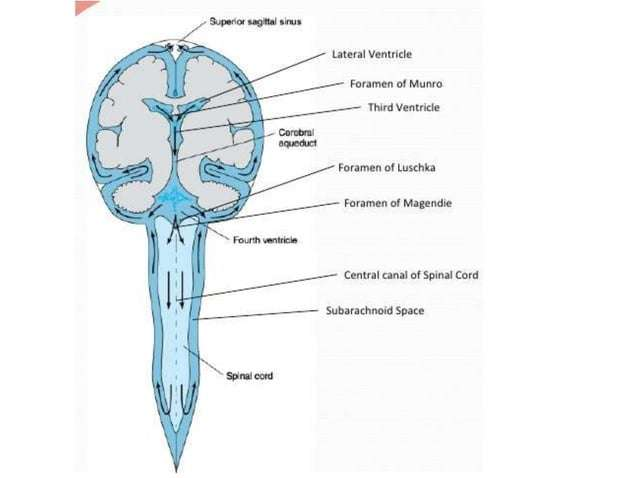 Superior sagittal sinus
Lateral Ventricle
Foramen of Munro
Third Ventricle
Cerebral
aqueduct
Foramen of Luschka
Foramen of Magendie
Fourth ventricle
Central canal of Spinal Cord
Subarachnoid Space
Spinal cord